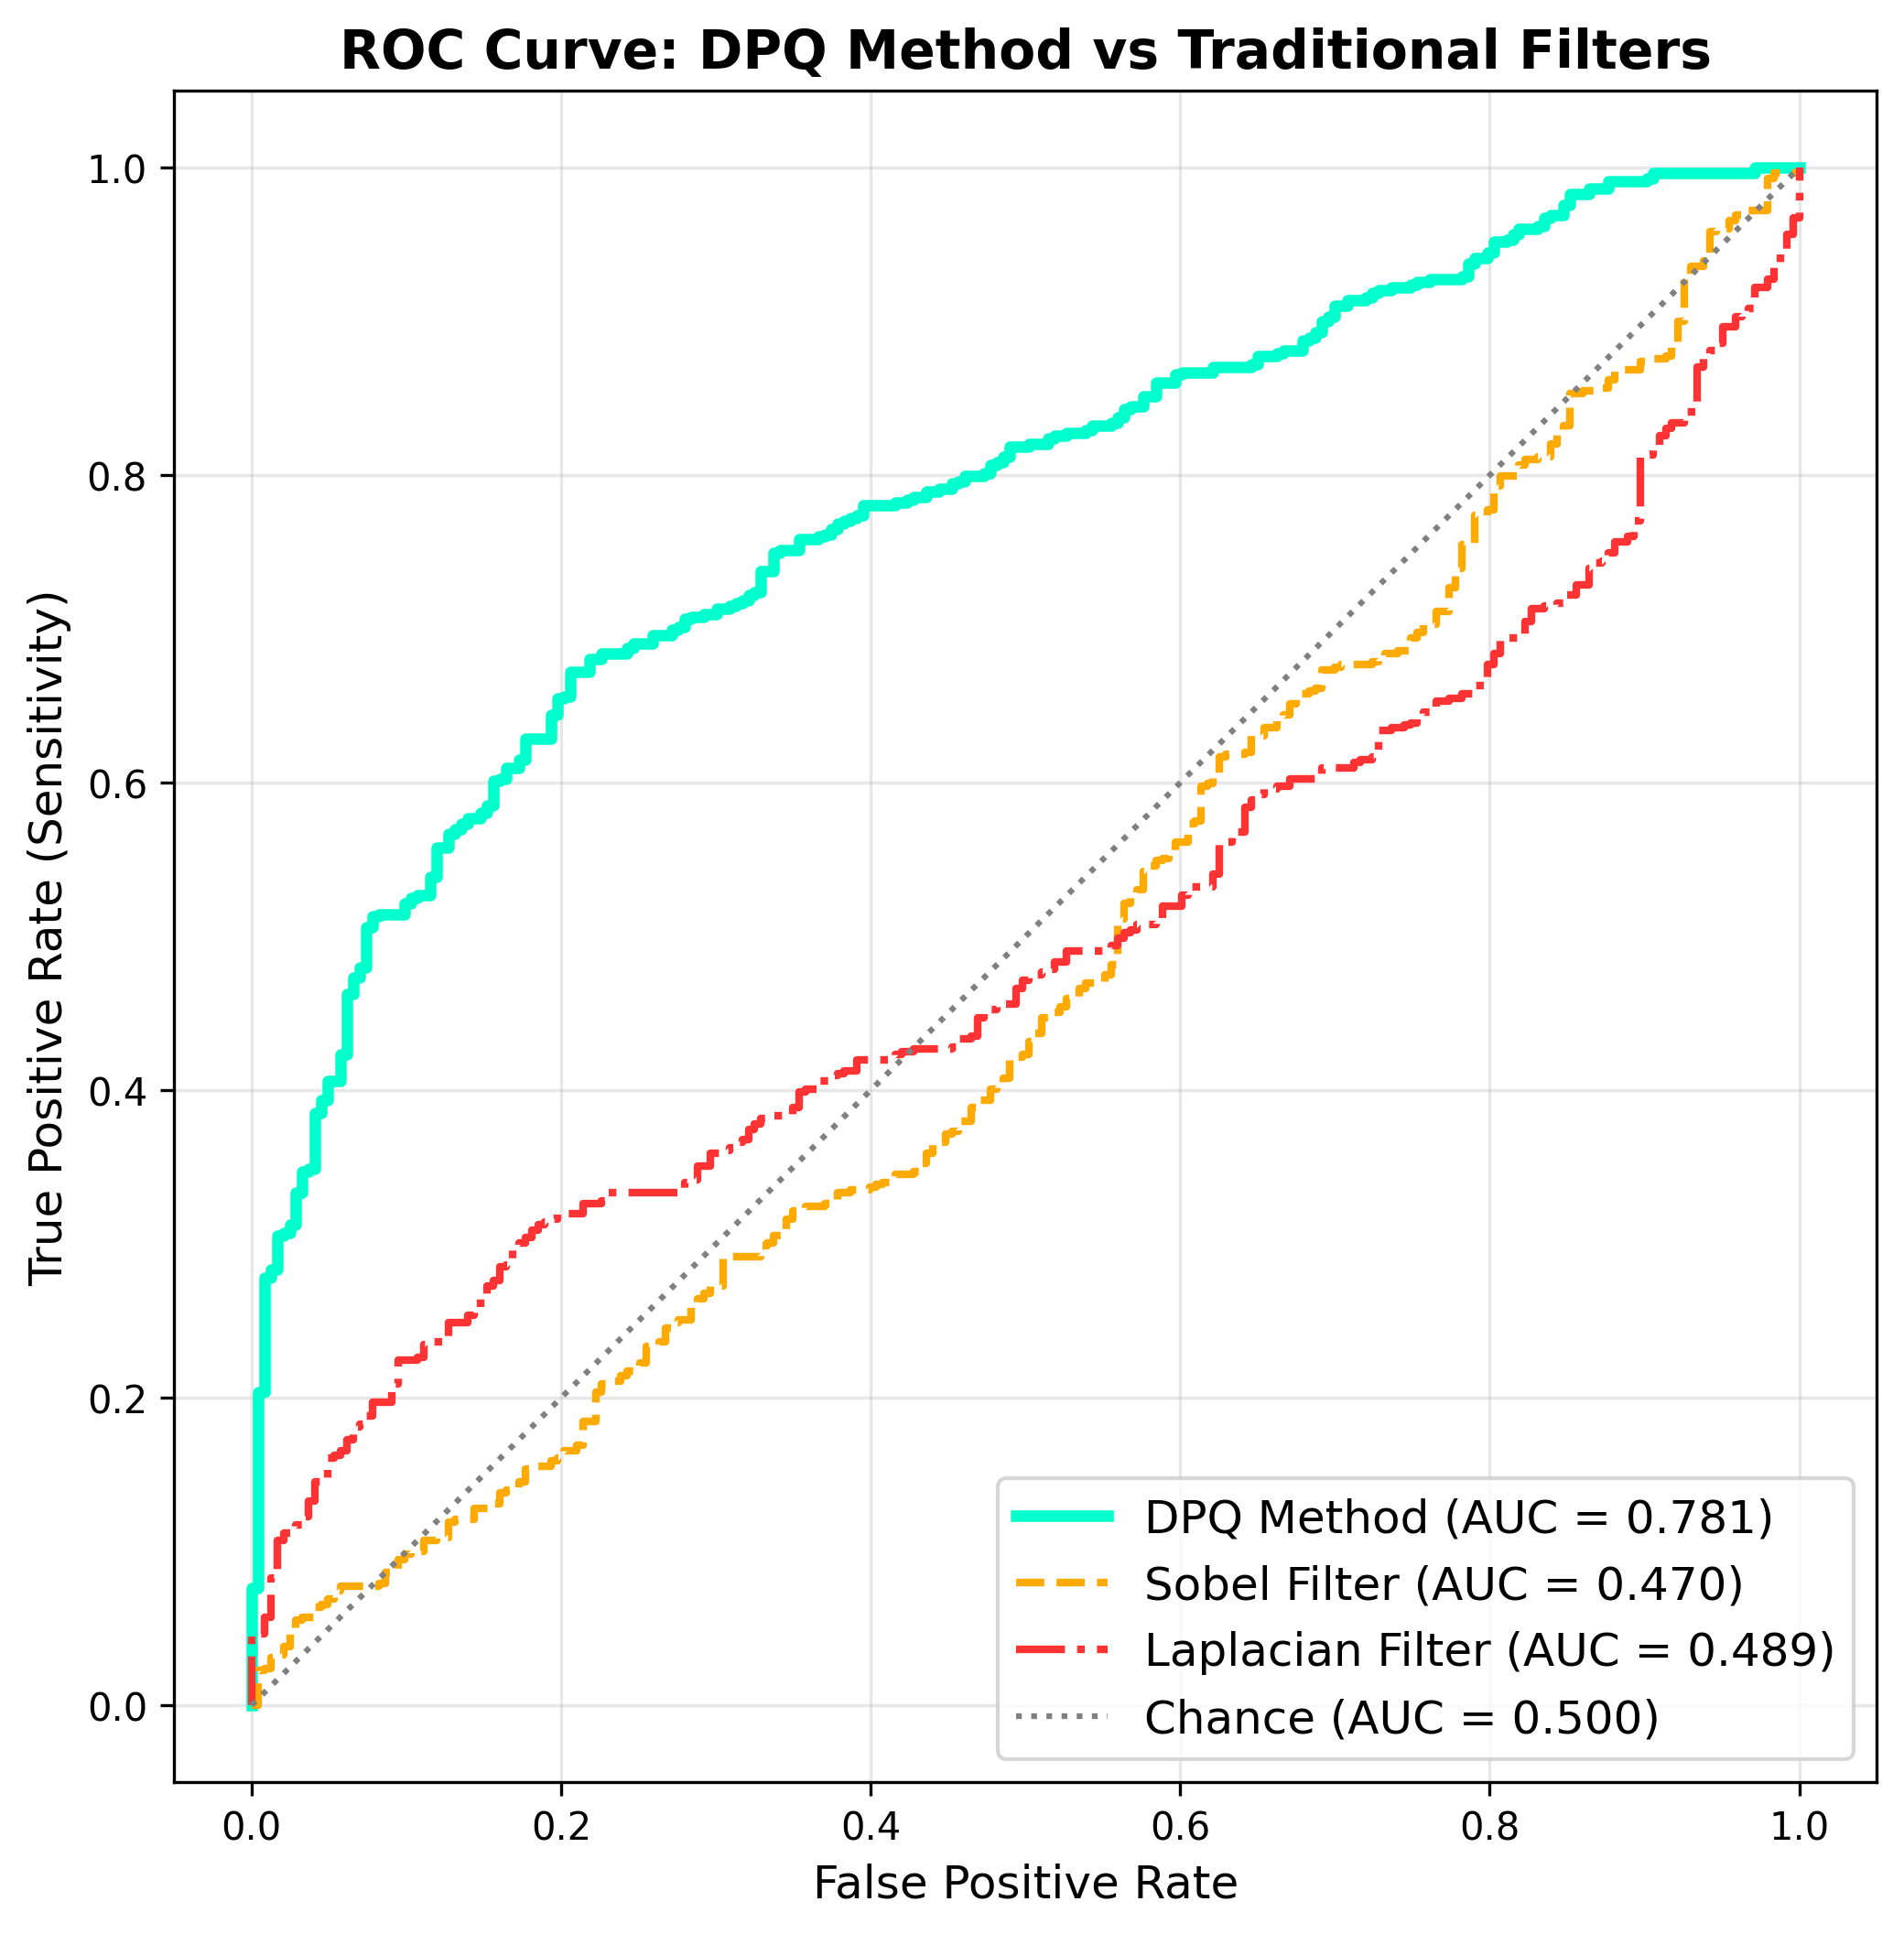 ROC Curve: DPQ Method vs Traditional Filters
True Positive Rate (Sensitivity)
1.0
0.8
0.6
0.4
0.2
0.0
DPQ Method (AUC = 0.781)
Sobel Filter (AUC = 0.470)
Laplacian Filter (AUC = 0.489)
Chance (AUC = 0.500)
0.0 0.2 0.4 0.6 0.8 1.0
False Positive Rate